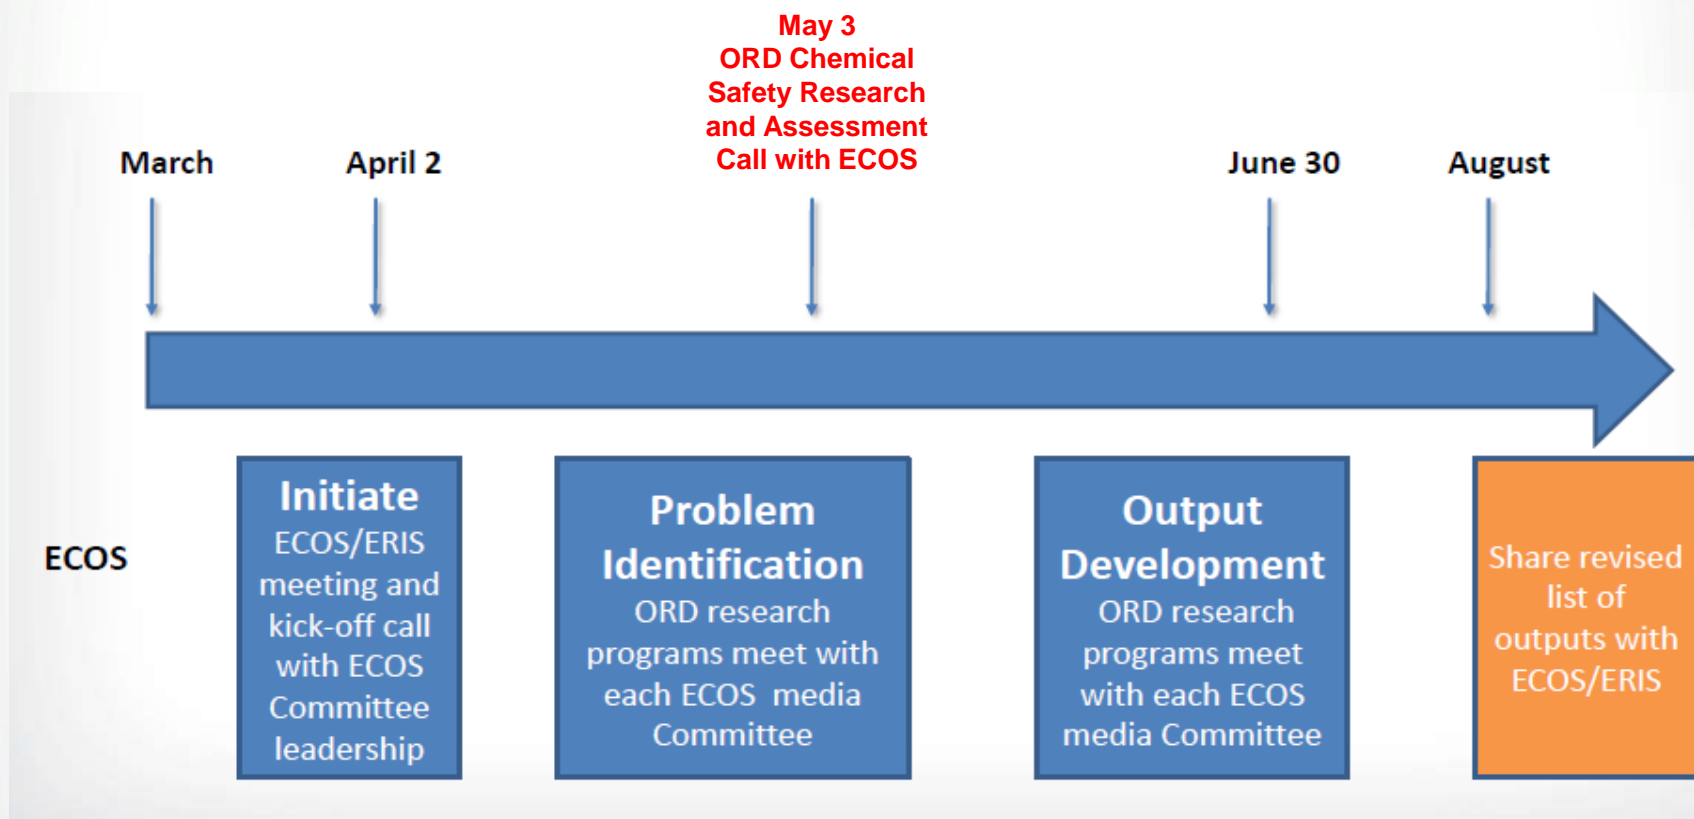 May 3
ORD Chemical
Safety Research
and Assessment
Call with ECOS
March
April 2
June 30
August
ECOS
Initiate
ECOS/ERIS
meeting and
kick-off call
with ECOS
Committee
leadership
Problem
Identification
ORD research
programs meet with
each ECOS  media
Committee
Output
Development
ORD research
programs meet
with each ECOS
media Committee
Share revised
list of
outputs with
ECOS/ERIS